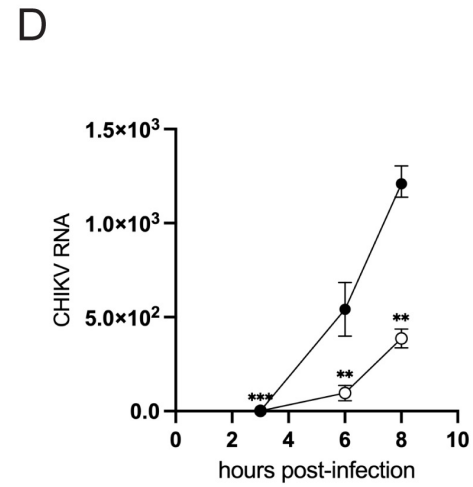 D
1.5×10³
1.0×10³
5.0×10²
0.0
CHIKV RNA
***
**
**
0 2 4 6 8 10
hours post-infection